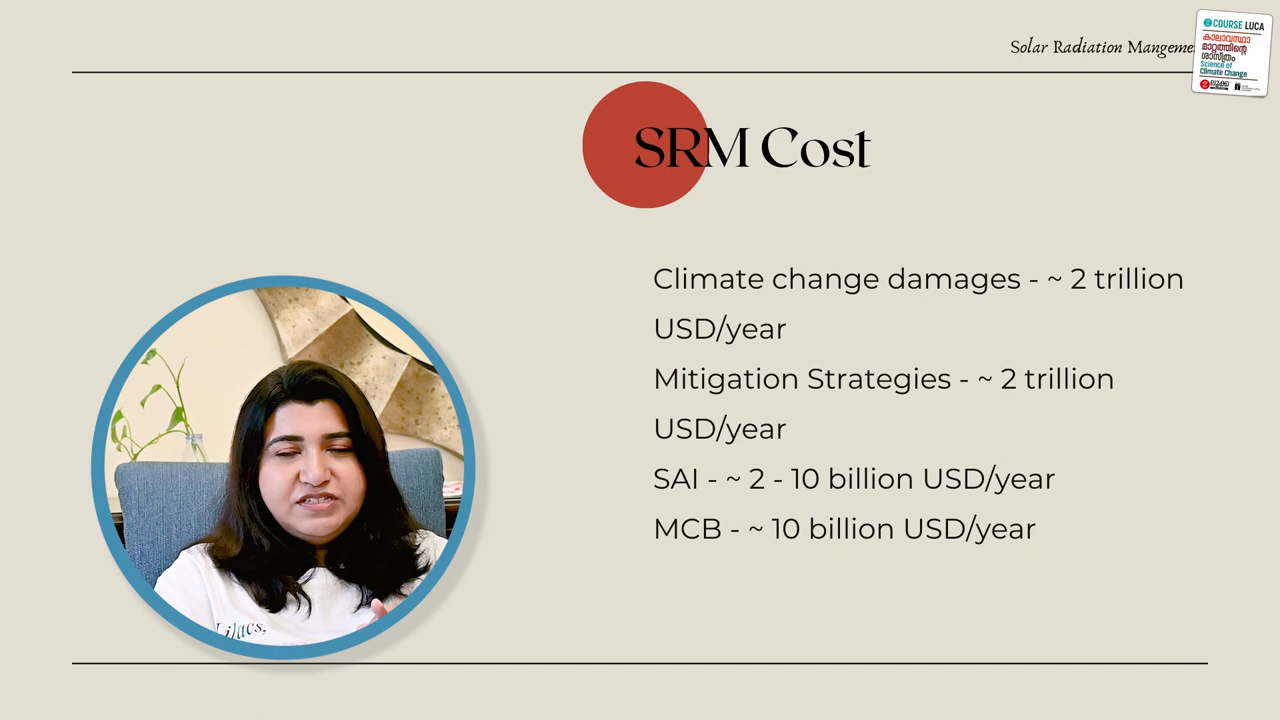 Solar Radiation Mangeme
COURSE LUCA
കാലാവസ്ഥാ
മാറ്റത്തിന്റെ
ശാസ്ത്രം
Science of
Climate Change
ലൂക്ക
SRM Cost
Climate change damages - ~ 2 trillion
USD/year
Mitigation Strategies - ~ 2 trillion
USD/year
SAI - ~ 2 - 10 billion USD/year
MCB - ~ 10 billion USD/year
Lilacs,